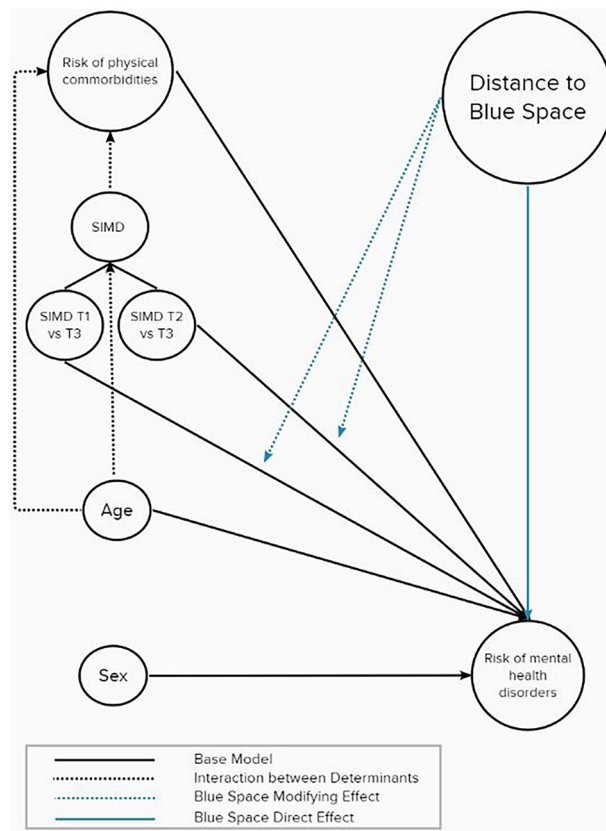 Risk of physical
commorbidities
Distance to
Blue Space
SIMD
SIMD T1
vs T3
SIMD T2
vs T3
Age
Sex
Risk of mental
health
disorders
Base Model
Interaction between Determinants
Blue Space Modifying Effect
Blue Space Direct Effect